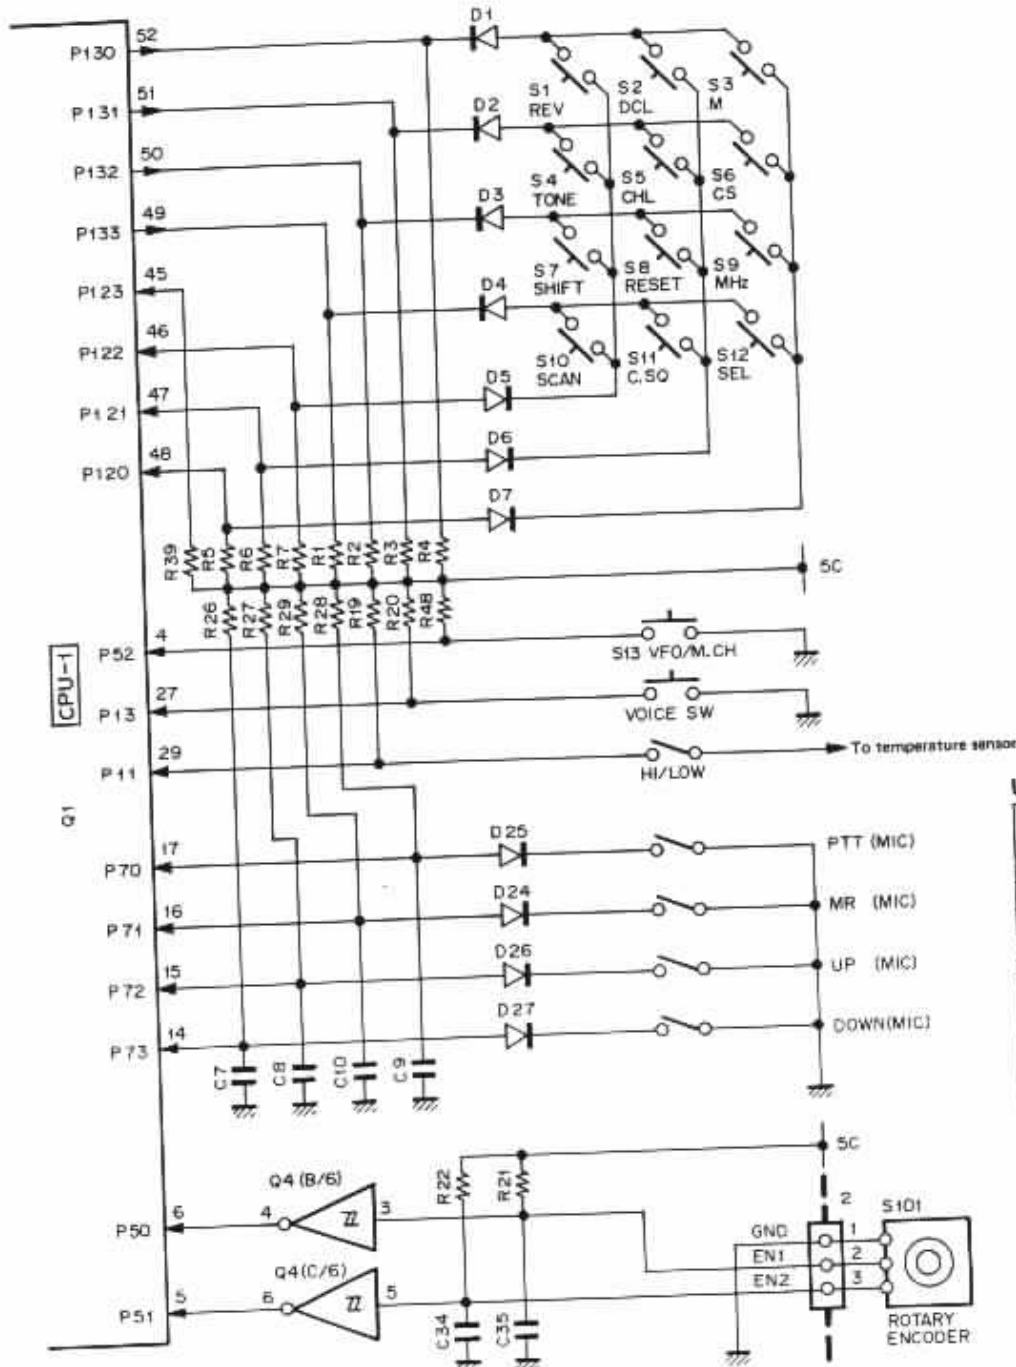 52
P130
51
P131
50
P132
49
P133
45
P123
46
P122
47
P121
48
P120
D1
D2
D3
D4
D5
D6
D7
S1
REV
S2
DCL
S3
M
S4
TONE
S5
CHL
S6
CS
S7
SHIFT
S8
RESET
S9
MHz
S10
SCAN
S11
C.SQ
S12
SEL
R39
R5
R6
R7
R1
R2
R3
R4
5C
R26
R27
R29
R28
R19
R20
R48
CPU-1
Q1
4
P52
S13 VFO/M.CH
27
P13
VOICE SW
29
P11
HI/LOW
To temperature sensor
17
P70
D25
PTT (MIC)
16
P71
D24
MR (MIC)
15
P72
D26
UP (MIC)
14
P73
D27
DOWN(MIC)
C7
C8
C10
C9
5C
R22
R21
Q4 (B/6)
6
4
3
P50
Q4(C/6)
5
6
5
P51
C34
C35
2
S101
GND
1
EN1
2
EN2
3
ROTARY
ENCODER